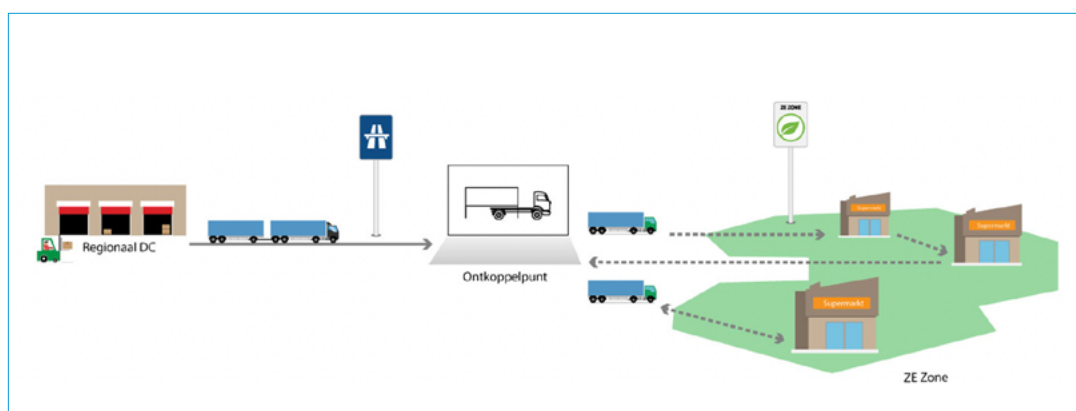 ZE ZONE
Regionaal DC
Ontkoppelpunt
Supermarkt
Supermarkt
Supermarkt
ZE Zone